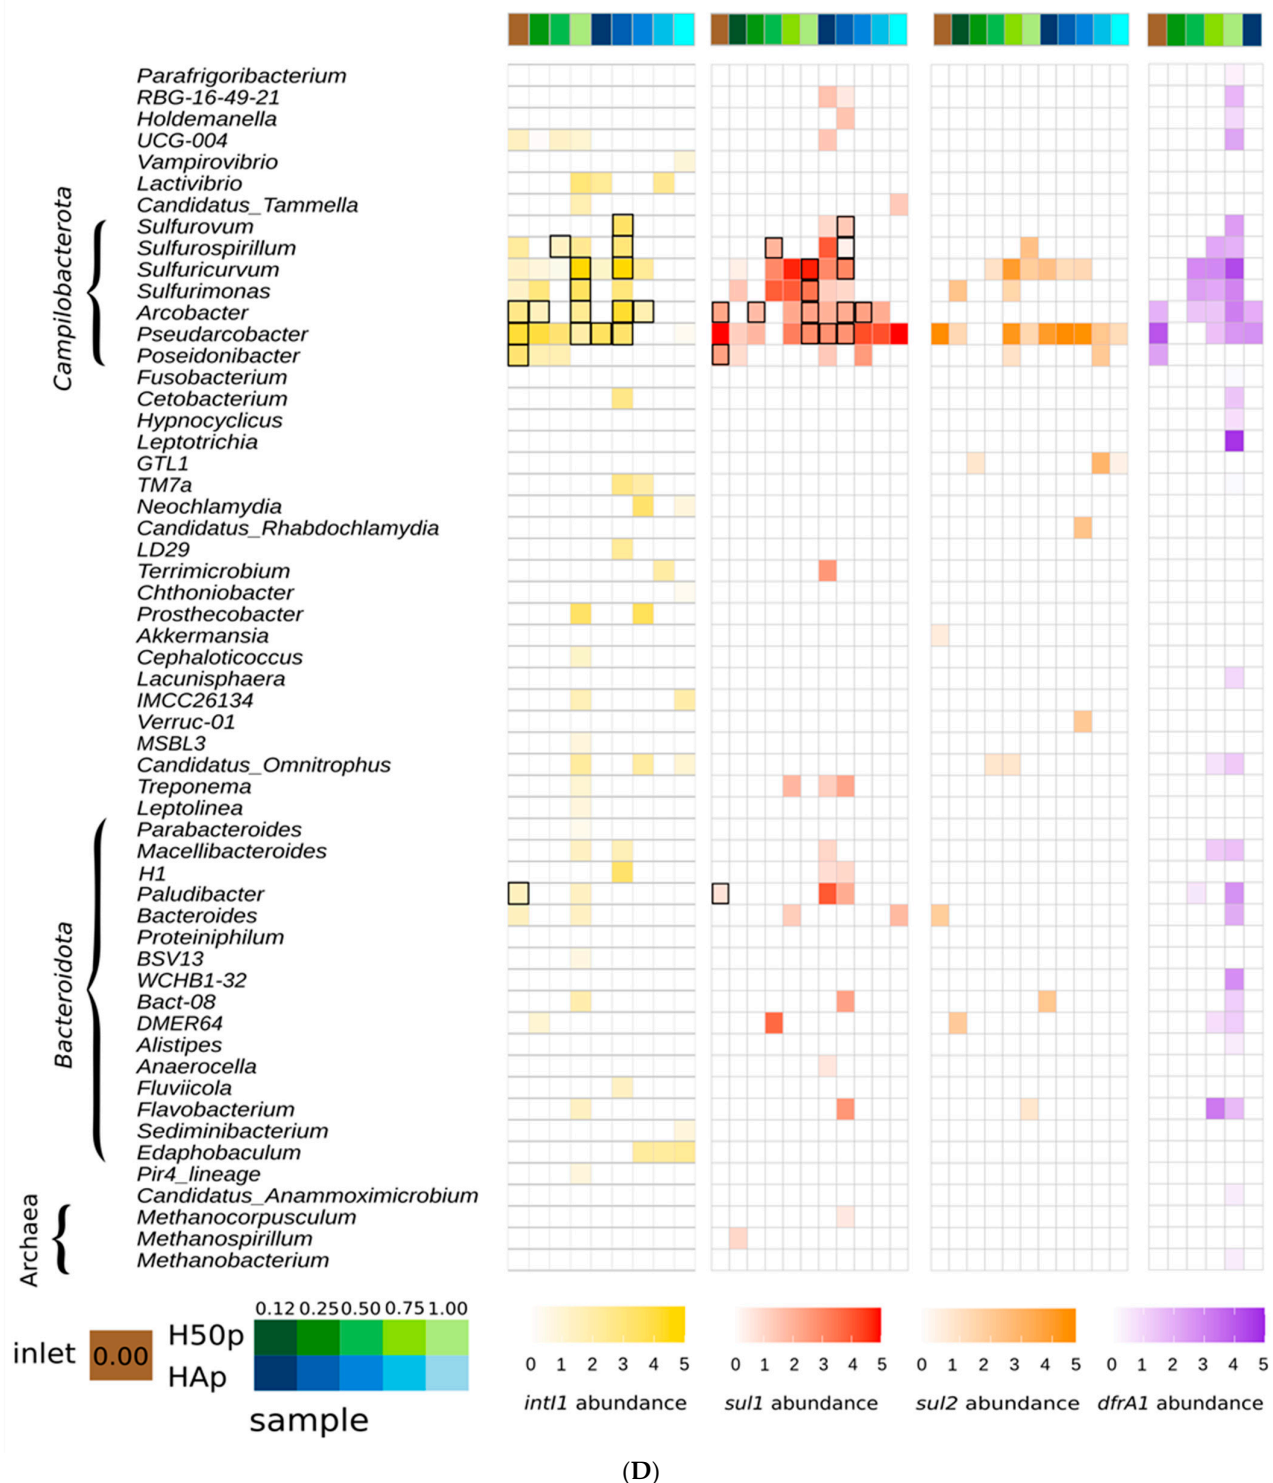 Parafrigoribacterium
RBG-16-49-21
Holdemanella
UCG-004
Vampirovibrio
Lactivibrio
Candidatus_Tammella
Campilobacterota
Sulfurovum
Sulfurospirillum
Sulfuricurvum
Sulfurimonas
Arcobacter
Pseudarcobacter
Poseidonibacter
Fusobacterium
Cetobacterium
Hypnocyclicus
Leptotrichia
GTL1
TM7a
Neochlamydia
Candidatus_Rhabdochlamydia
LD29
Terrimicrobium
Chthoniobacter
Prosthecobacter
Akkermansia
Cephaloticoccus
Lacunisphaera
IMCC26134
Verruc-01
MSBL3
Candidatus_Omnitrophus
Treponema
Leptolinea
Bacteroidota
Parabacteroides
Macellibacteroides
H1
Paludibacter
Bacteroides
Proteiniphilum
BSV13
WCHB1-32
Bact-08
DMER64
Alistipes
Anaerocella
Fluviicola
Flavobacterium
Sediminibacterium
Edaphobaculum
Pir4_lineage
Candidatus_Anammoximicrobium
Archaea
Methanocorpusculum
Methanospirillum
Methanobacterium
0.12 0.25 0.50 0.75 1.00
inlet 0.00 H50p
HAp
sample
0 1 2 3 4 5
intI1 abundance
0 1 2 3 4 5
sul1 abundance
0 1 2 3 4 5
sul2 abundance
0 1 2 3 4 5
dfrA1 abundance
(D)